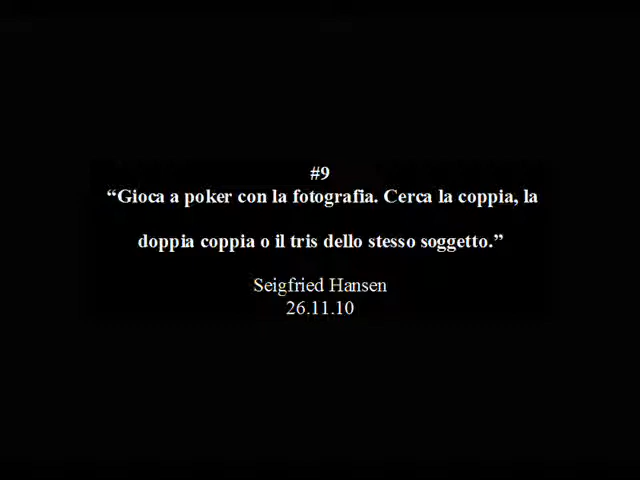 #9
“Gioca a poker con la fotografia. Cerca la coppia, la
doppia coppia o il tris dello stesso soggetto.”
Seigfried Hansen
26.11.10